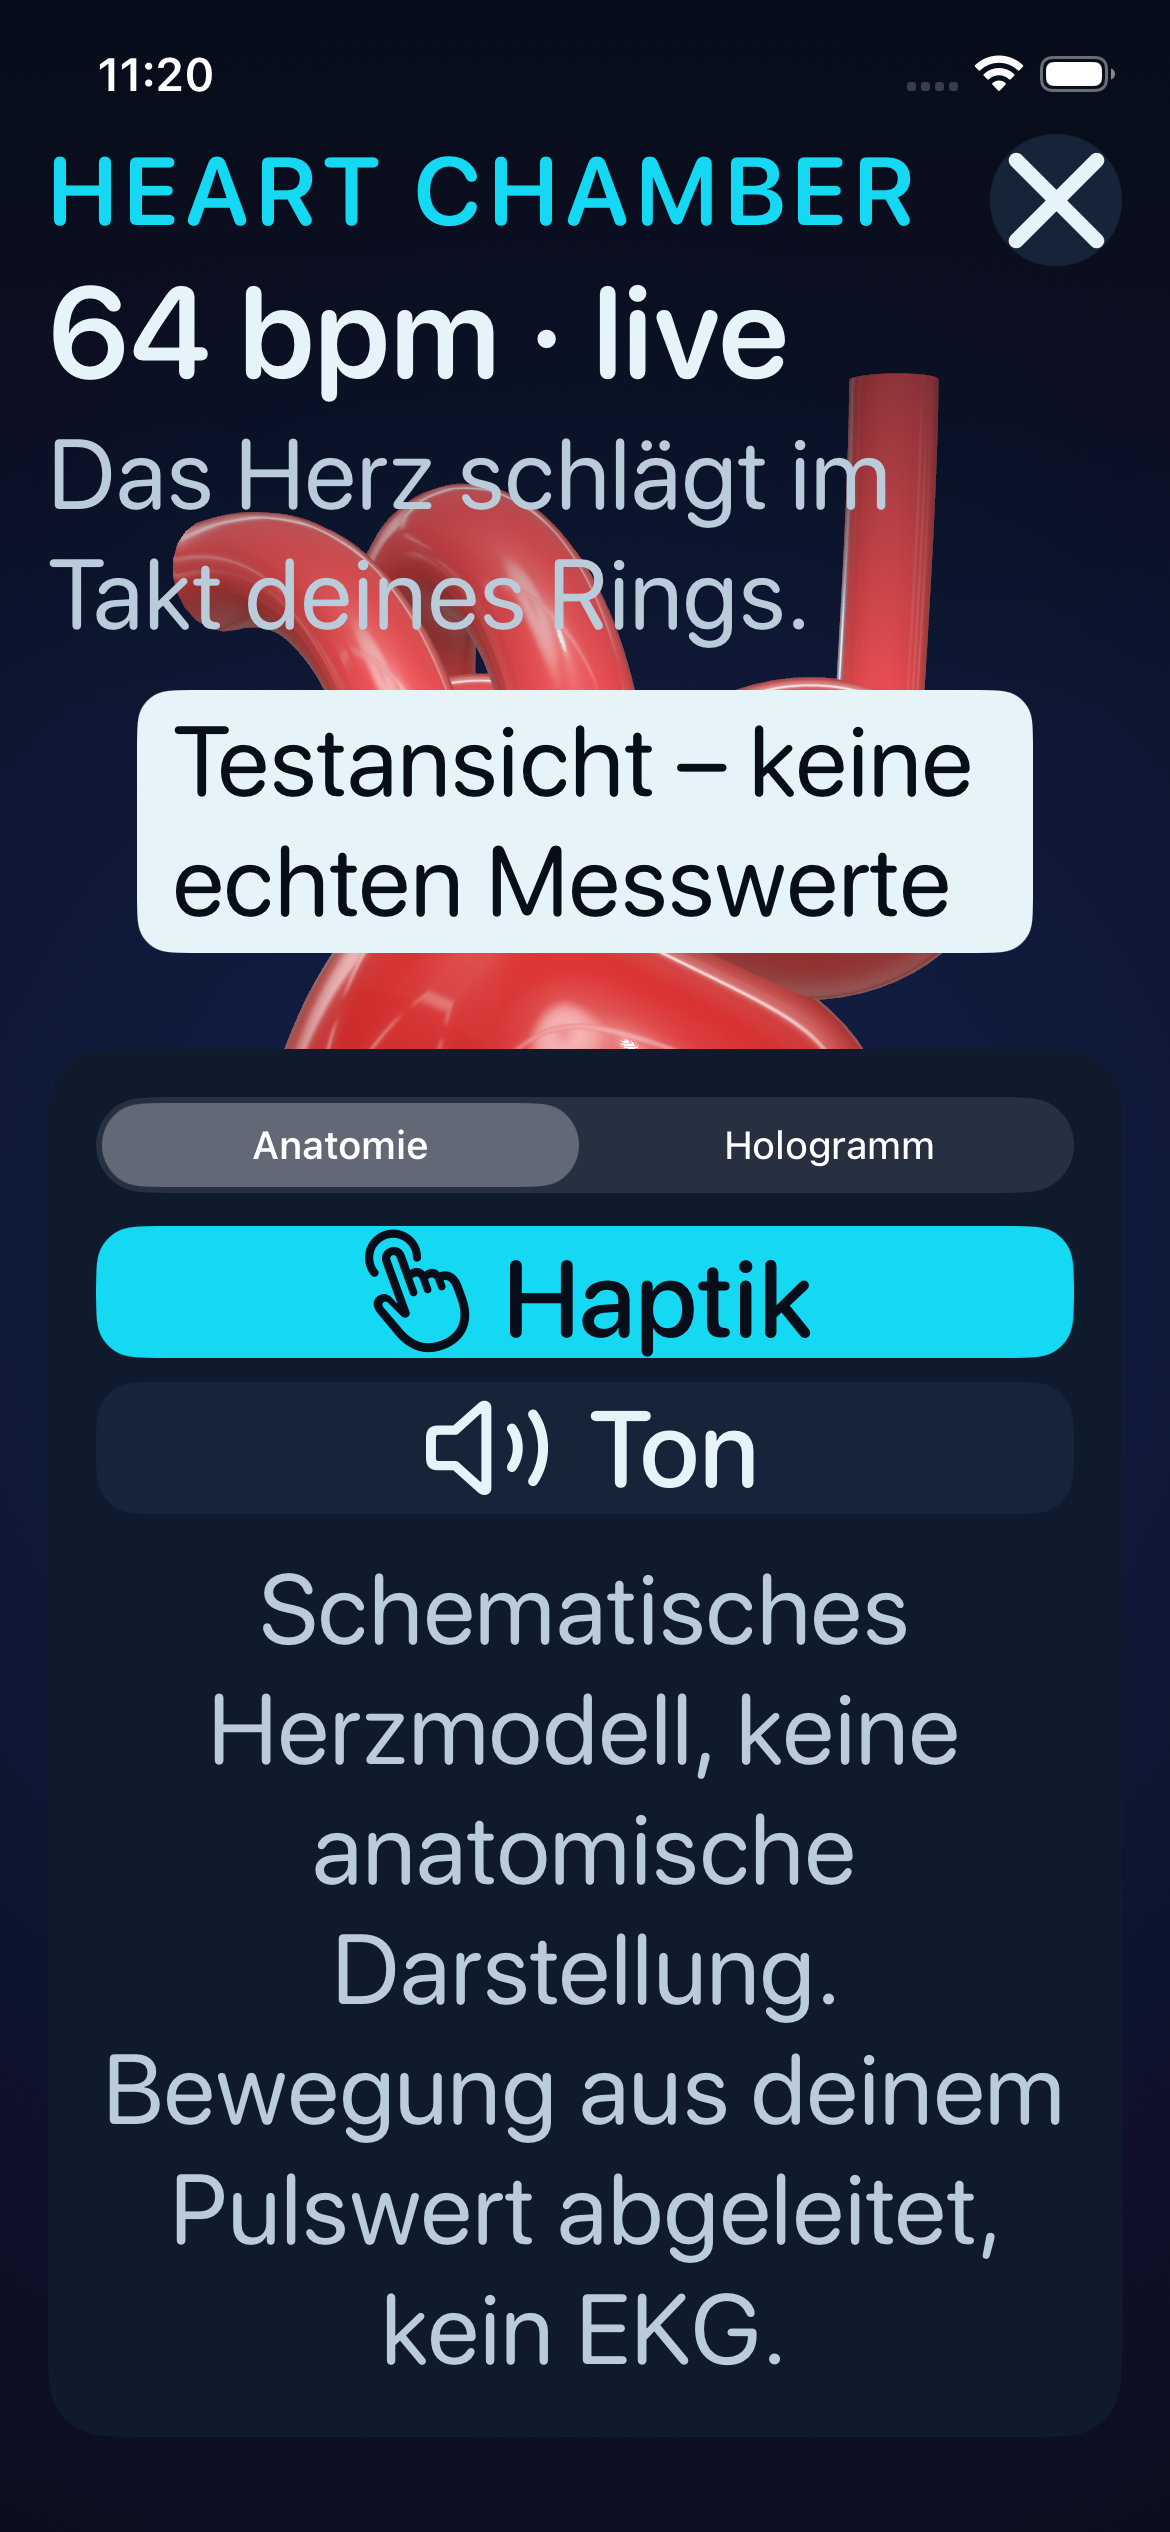 11:20
HEART CHAMBER
64 bpm · live
Das Herz schlägt im
Takt deines Rings.
Testansicht – keine
echten Messwerte
Anatomie
Hologramm
Haptik
Ton
Schematisches
Herzmodell, keine
anatomische
Darstellung.
Bewegung aus deinem
Pulswert abgeleitet,
kein EKG.